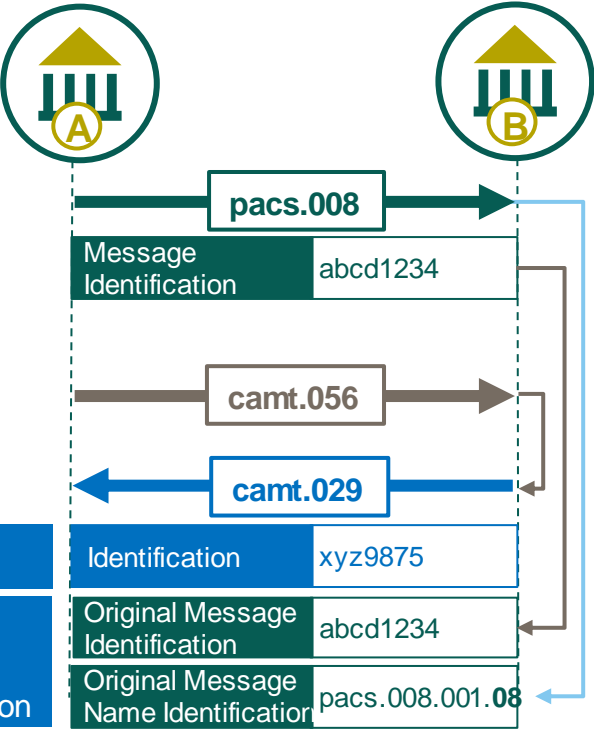 A
B
pacs.008
Message
Identification
abcd1234
camt.056
camt.029
Identification
xyz9875
Original Message
Identification
abcd1234
on
Original Message
Name Identification
pacs.008.001.08